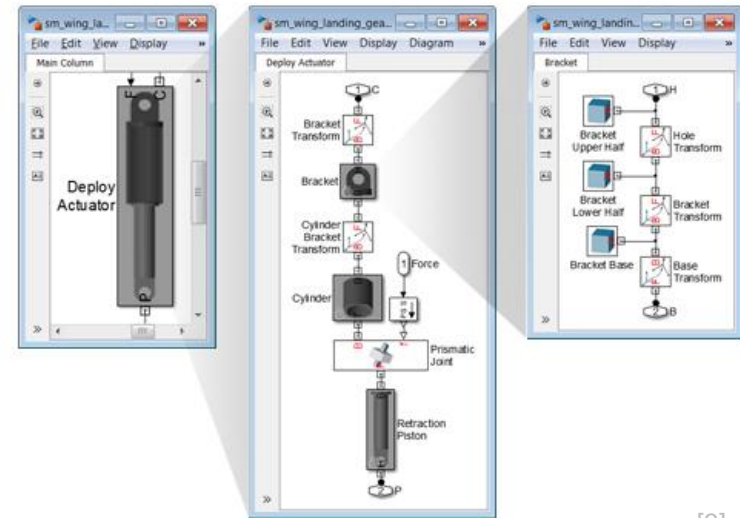 sm_wing_la...
File Edit View Display »
Main Column
F C
Deploy
Actuator
P
sm_wing_landing_gea...
File Edit View Display Diagram »
Deploy Actuator
1 C
Bracket
Transform
F
B
Bracket
Cylinder
Bracket
Transform
F
B
1 Force
Cylinder
PS S
B
f
Prismatic
Joint
Retraction
Piston
2 P
sm_wing_landin...
File Edit View Display »
Bracket
1 H
Bracket
Upper Half
F
B
Hole
Transform
Bracket
Lower Half
F
B
Bracket
Transform
Bracket Base
B
F
Base
Transform
2 B